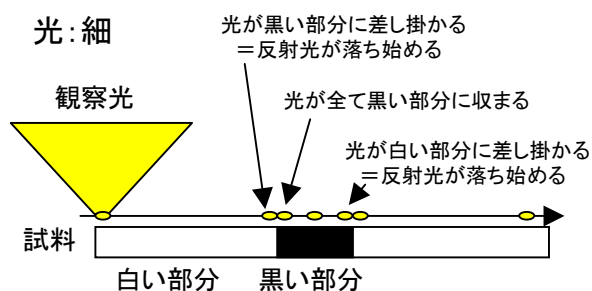 光：細
光が黒い部分に差し掛かる
＝反射光が落ち始める
観察光
光が全て黒い部分に収まる
光が白い部分に差し掛かる
＝反射光が落ち始める
試料
白い部分
黒い部分